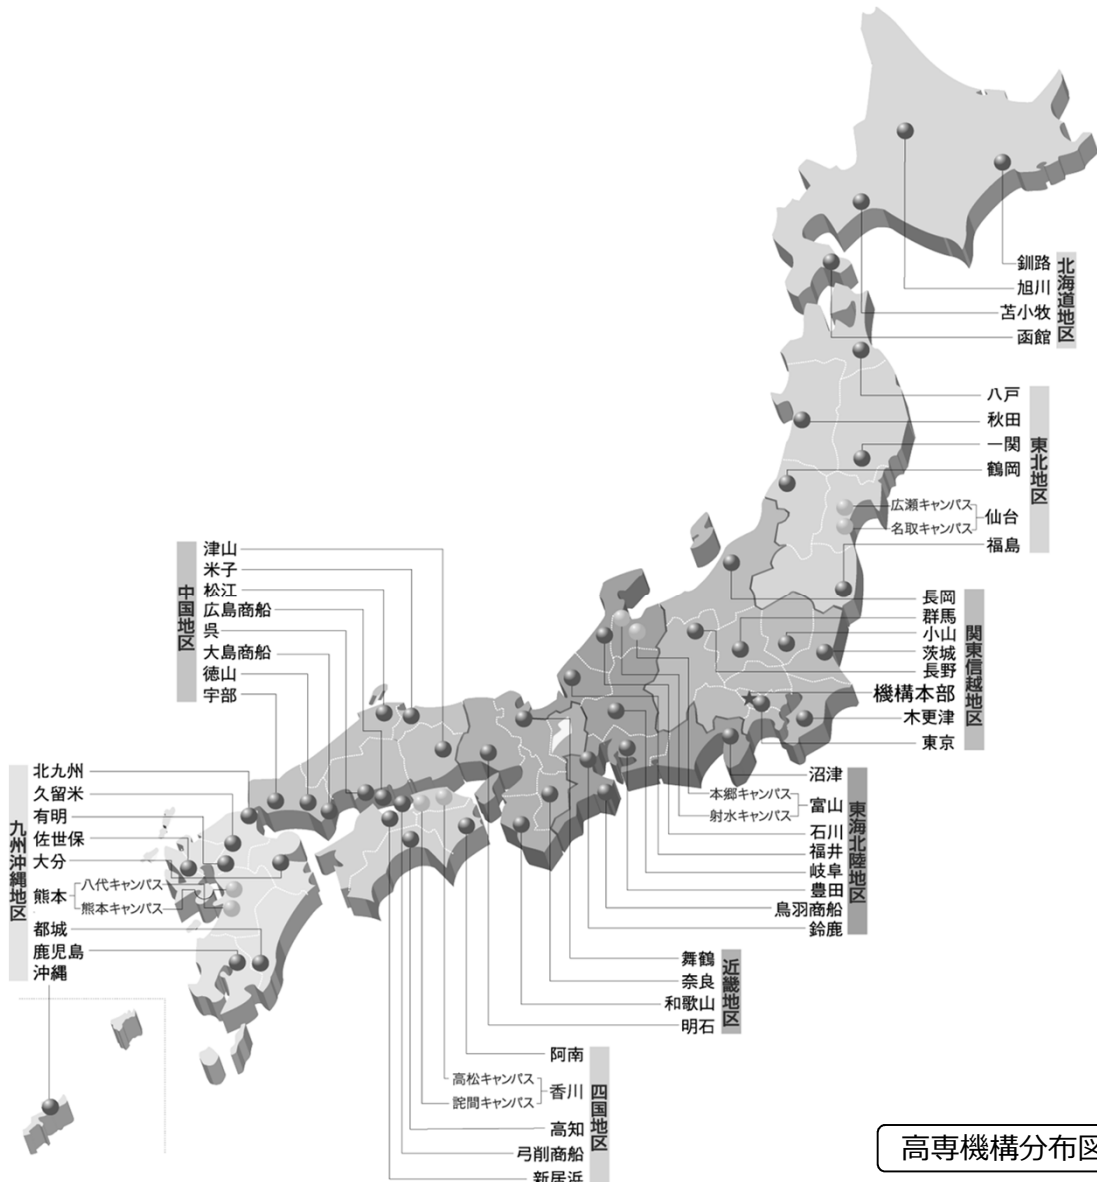 釧路
旭川
苫小牧
函館
北海道地区
八戸
秋田
一関
鶴岡
広瀬キャンパス
名取キャンパス
仙台
福島
東北地区
長岡
群馬
小山
茨城
長野
機構本部
木更津
東京
関東信越地区
沼津
本郷キャンパス
射水キャンパス
富山
石川
福井
岐阜
豊田
鳥羽商船
鈴鹿
東海北陸地区
舞鶴
奈良
和歌山
明石
近畿地区
中国地区
津山
米子
松江
広島商船
呉
大島商船
徳山
宇部
阿南
高松キャンパス
詫間キャンパス
香川
高知
弓削商船
新居浜
四国地区
九州沖縄地区
北九州
久留米
有明
佐世保
大分
熊本
八代キャンパス
熊本キャンパス
都城
鹿児島
沖縄
高専機構分布図